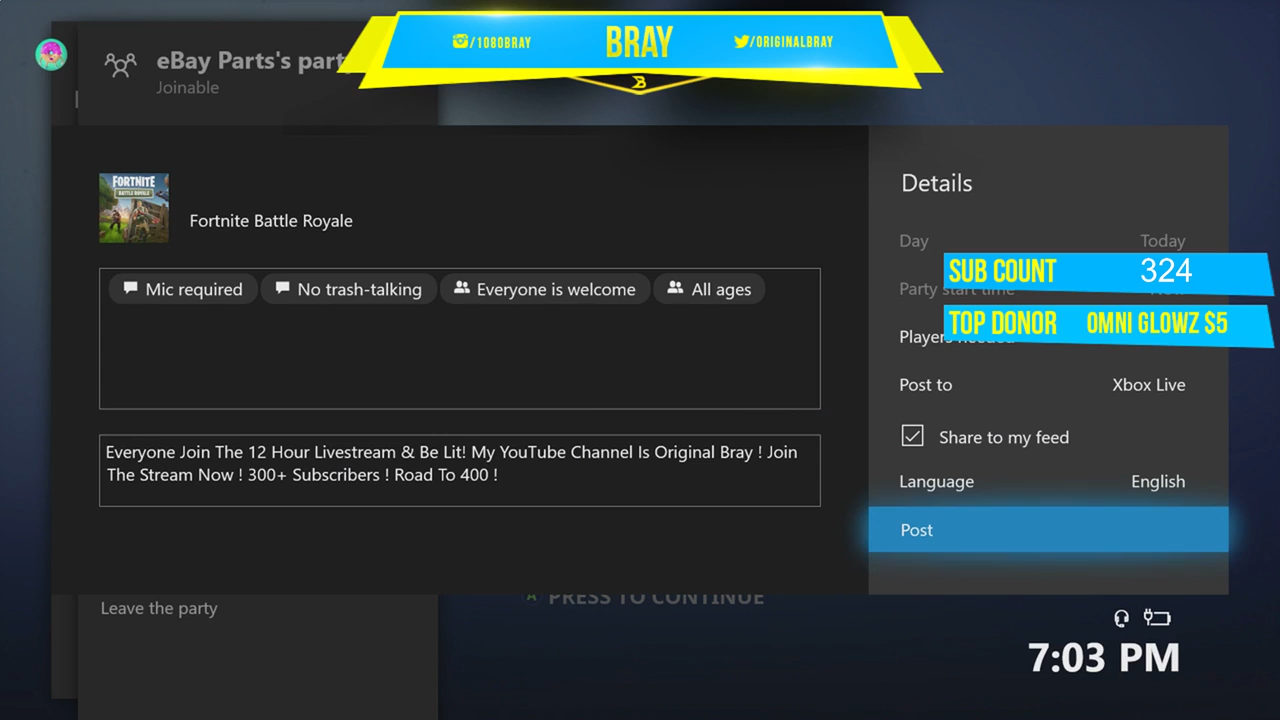 /1080BRAY
BRAY
/ORIGINALBRAY
eBay Parts's part
Joinable
FORTNITE
BATTLE ROYALE
Fortnite Battle Royale
Mic required
No trash-talking
Everyone is welcome
All ages
Everyone Join The 12 Hour Livestream & Be Lit! My YouTube Channel Is Original Bray ! Join
The Stream Now ! 300+ Subscribers ! Road To 400 !
Details
Day Today
SUB COUNT 324
Party start time
TOP DONOR OMNI GLOWZ $5
Players needed
Post to Xbox Live
Share to my feed
Language English
Post
Leave the party
A PRESS TO CONTINUE
7:03 PM